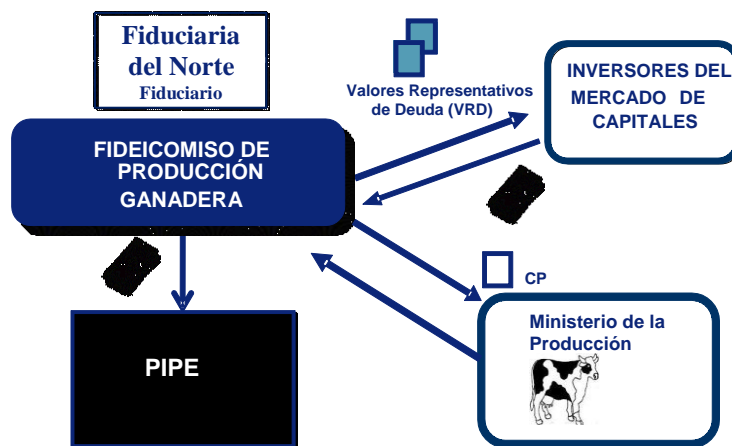 Fiduciaria
del Norte
Fiduciario
Valores Representativos
de Deuda (VRD)
INVERSORES DEL
MERCADO DE
CAPITALES
FIDEICOMISO DE
PRODUCCIÓN
GANADERA
CP
Ministerio de la
Producción
PIPE